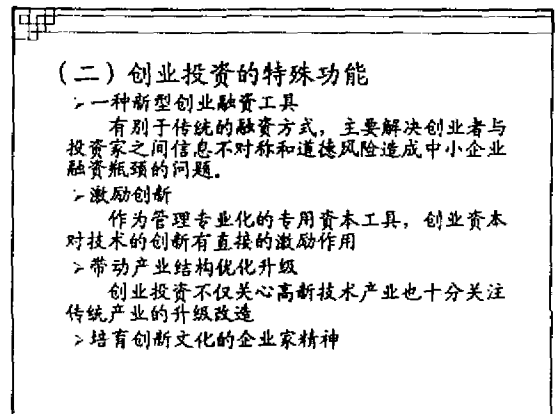 （二）创业投资的特殊功能
➢一种新型创业融资工具
有别于传统的融资方式，主要解决创业者与
投资家之间信息不对称和道德风险造成中小企业
融资瓶颈的问题。
➢激励创新
作为管理专业化的专用资本工具，创业资本
对技术的创新有直接的激励作用
➢带动产业结构优化升级
创业投资不仅关心高新技术产业也十分关注
传统产业的升级改造
➢培育创新文化的企业家精神